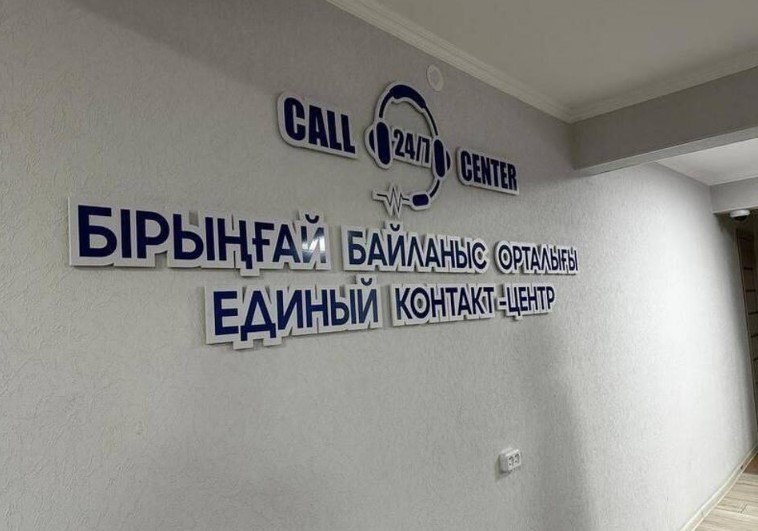 CALL 24/7 CENTER
БІРЫҢҒАЙ БАЙЛАНЫС ОРТАЛЫҒЫ
ЕДИНЫЙ КОНТАКТ-ЦЕНТР